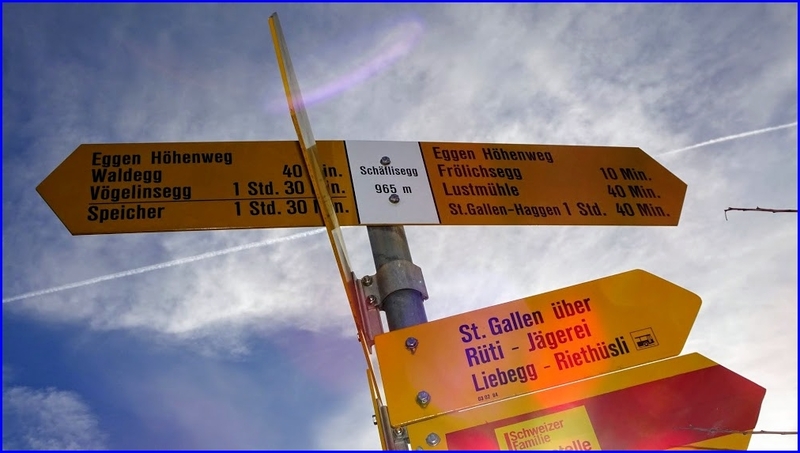 Eggen Höhenweg
Waldegg 40
Vögelinsegg 1 Std. 30 Min.
Speicher 1 Std. 30 Min.
Schäflisegg
965 m
Eggen Höhenweg
Frölichsegg 10 Min.
Lustmühle 40 Min.
St.Gallen-Haggen 1 Std. 40 Min.
St. Gallen über
Rüti - Jägerei
Liebegg - Riethüsli
Schweizer
Familie